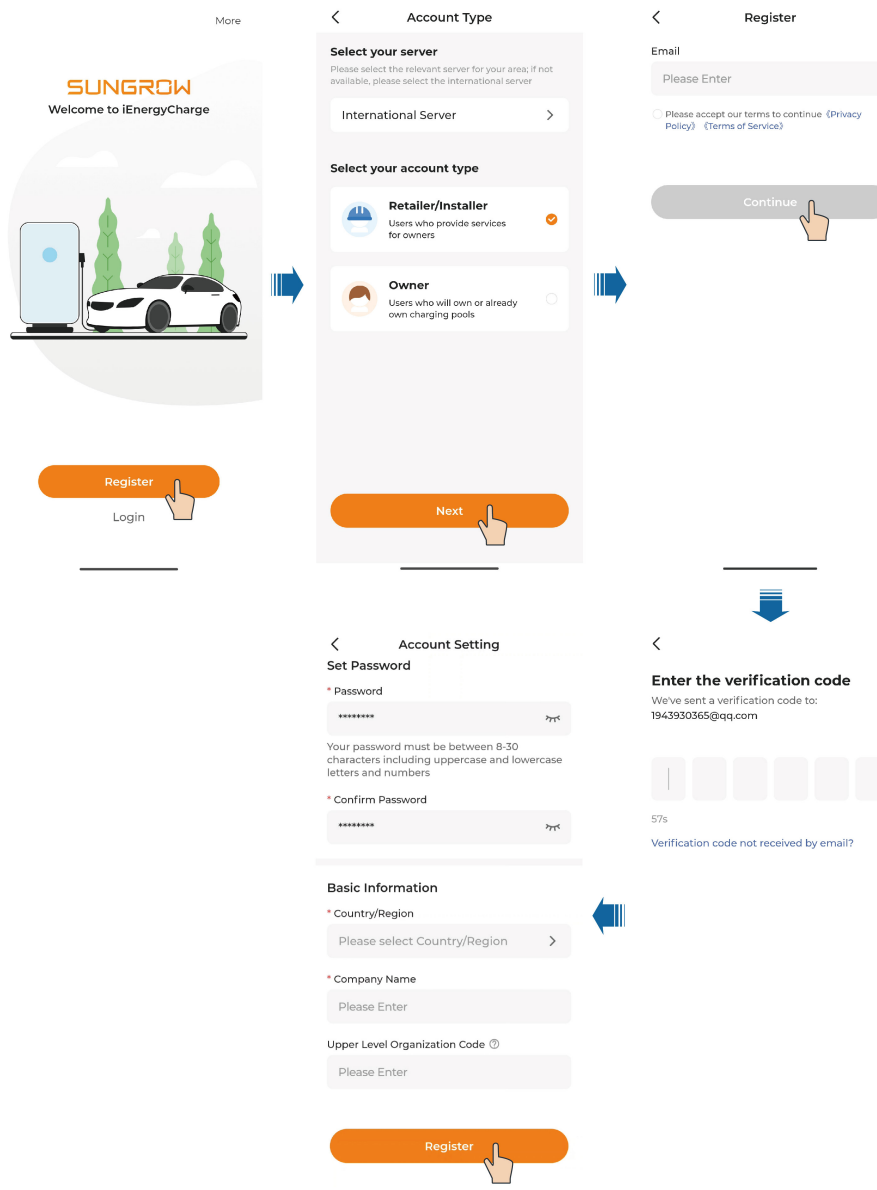 More
SUNGROW
Welcome to iEnergyCharge
Register
Login
Account Type
Select your server
Please select the relevant server for your area; if not
available, please select the international server
International Server
Select your account type
Retailer/Installer
Users who provide services
for owners
Owner
Users who will own or already
own charging pools
Next
Register
Email
Please Enter
Please accept our terms to continue《Privacy
Policy》《Terms of Service》
Continue
Enter the verification code
We've sent a verification code to:
1943930365@qq.com
57s
Verification code not received by email?
Account Setting
Set Password
* Password
********
Your password must be between 8-30
characters including uppercase and lowercase
letters and numbers
* Confirm Password
********
Basic Information
* Country/Region
Please select Country/Region
* Company Name
Please Enter
Upper Level Organization Code ?
Please Enter
Register